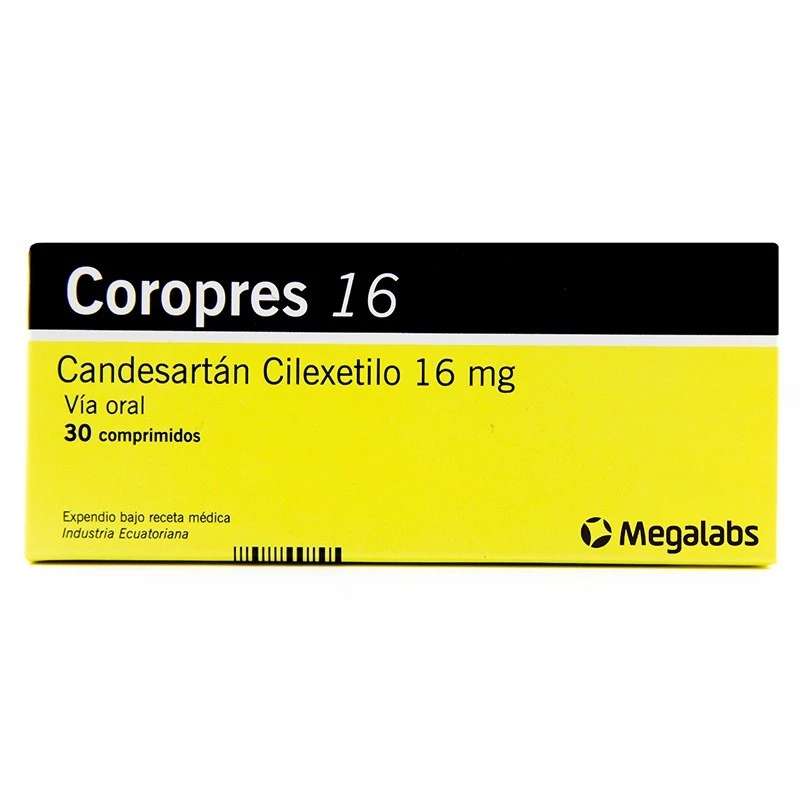 Coropres 16
Candesartán Cilexetilo 16 mg
Vía oral
30 comprimidos
Expendio bajo receta médica
Industria Ecuatoriana
Megalabs